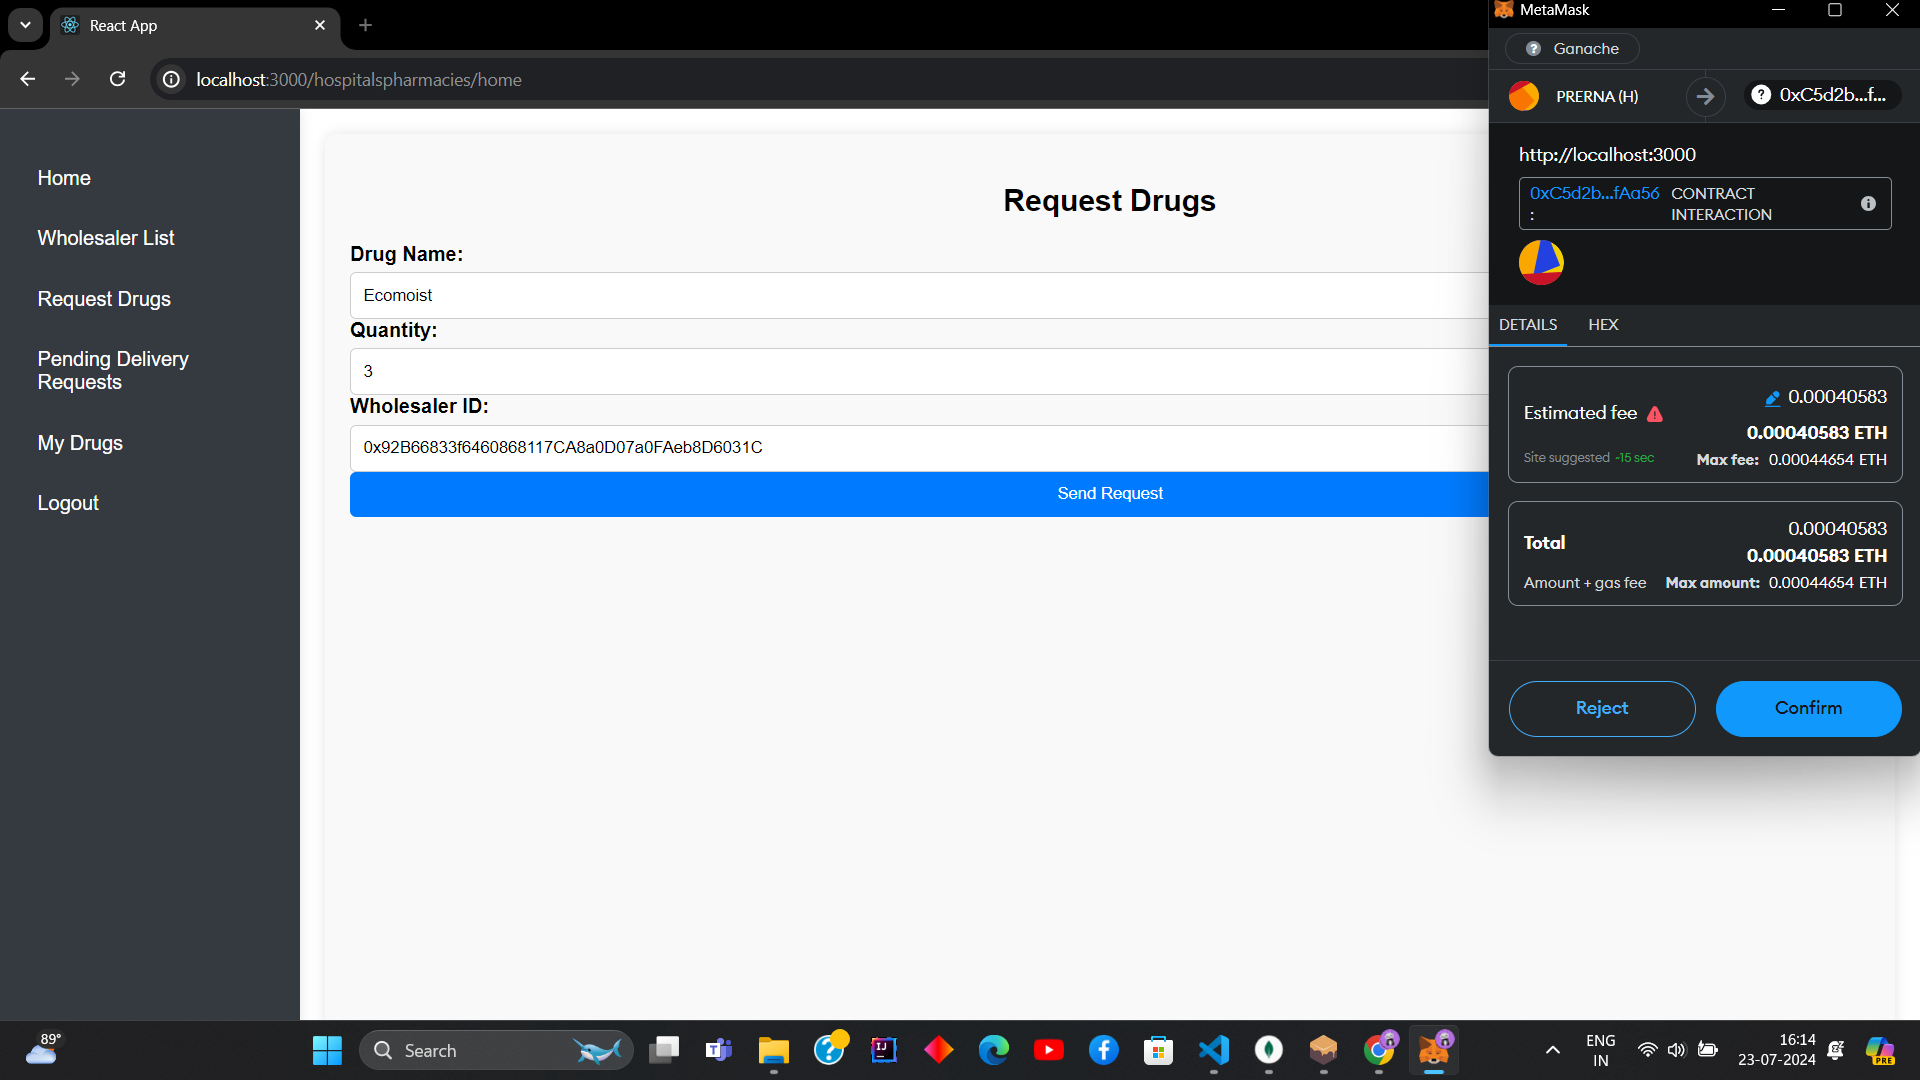 React App
localhost:3000/hospitalspharmacies/home
Home
Wholesaler List
Request Drugs
Pending Delivery
Requests
My Drugs
Logout
Request Drugs
Drug Name:
Ecomoist
Quantity:
3
Wholesaler ID:
0x92B66833f6460868117CA8a0D07a0FAeb8D6031C
Send Request
MetaMask
Ganache
PRERNA (H)
0xC5d2b...f...
http://localhost:3000
0xC5d2b...fAa56 CONTRACT
: INTERACTION
DETAILS HEX
0.00040583
Estimated fee
0.00040583 ETH
Site suggested ~15 sec Max fee: 0.00044654 ETH
0.00040583
Total
0.00040583 ETH
Amount + gas fee Max amount: 0.00044654 ETH
Reject Confirm
89°
Search
ENG
IN
16:14
23-07-2024
PRE